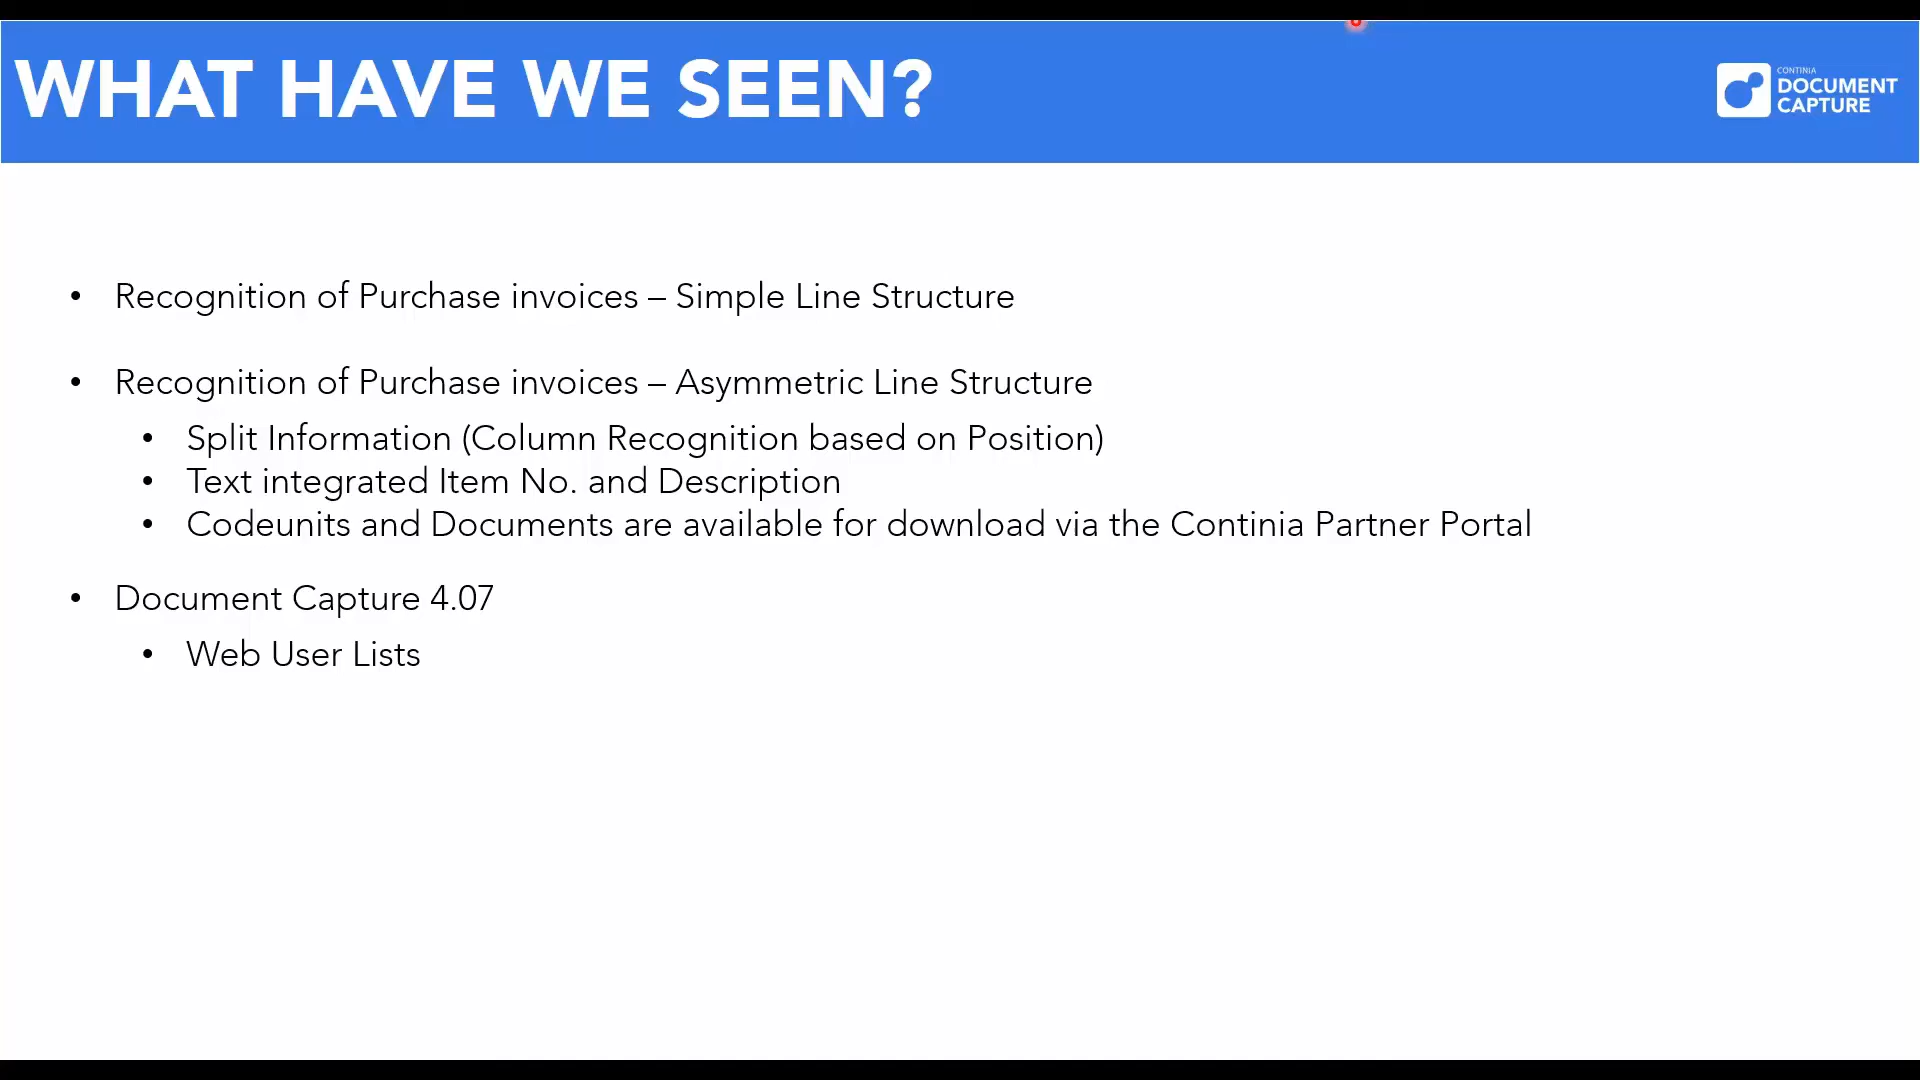 WHAT HAVE WE SEEN?
CONTINIA
DOCUMENT
CAPTURE
• Recognition of Purchase invoices – Simple Line Structure
• Recognition of Purchase invoices – Asymmetric Line Structure
• Split Information (Column Recognition based on Position)
• Text integrated Item No. and Description
• Codeunits and Documents are available for download via the Continia Partner Portal
• Document Capture 4.07
• Web User Lists